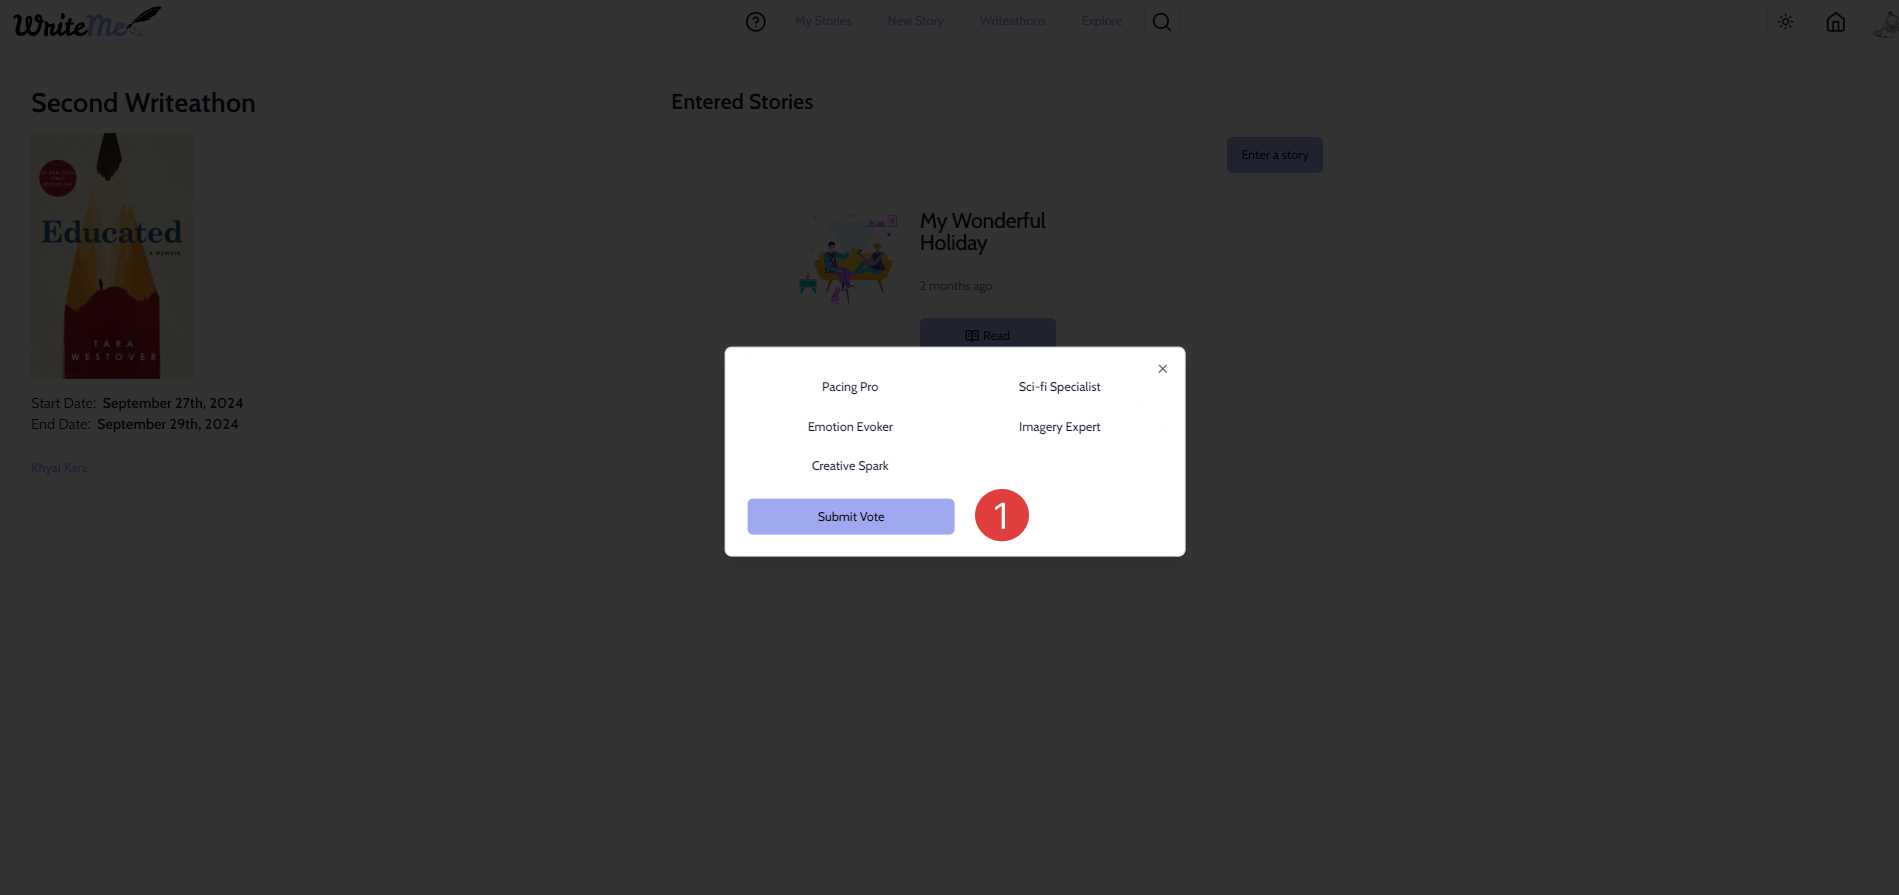 WriteMe
My Stories
New Story
Writeathons
Explore
Second Writeathon
Educated
A MEMOIR
TARA
WESTOVER
Start Date: September 27th, 2024
End Date: September 29th, 2024
Khyal Kara
Entered Stories
Enter a story
My Wonderful
Holiday
2 months ago
Read
Pacing Pro
Sci-fi Specialist
Emotion Evoker
Imagery Expert
Creative Spark
Submit Vote
1